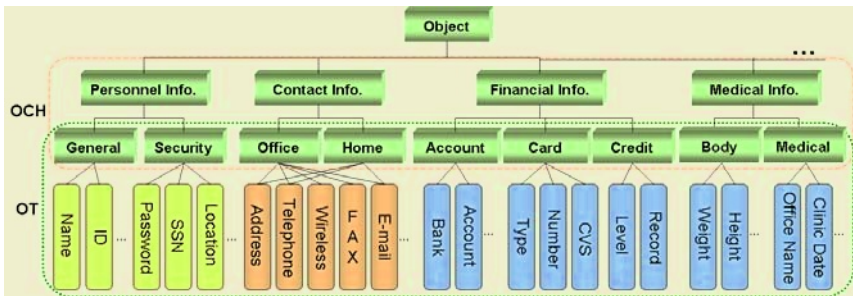 Object
...
Personnel Info. Contact Info. Financial Info. Medical Info.
OCH
General Security Office Home Account Card Credit Body Medical
OT
Name
ID
...
Password
SSN
Location
...
Address
Telephone
Wireless
FAX
E-mail
...
Bank
Account
...
Type
Number
CVS
Level
Record
...
Weight
Height
...
Office Name
Clinic Date
...